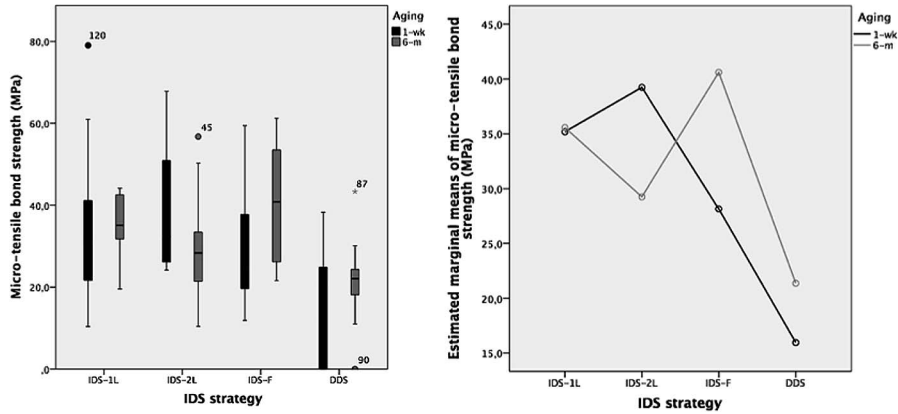 Aging
1-wk
6-m
80,0
60,0
40,0
20,0
,0
Micro-tensile bond strength (MPa)
120
45
87
90
IDS-1L IDS-2L IDS-F DDS
IDS strategy
Aging
1-wk
6-m
45,0
40,0
35,0
30,0
25,0
20,0
15,0
Estimated marginal means of micro-tensile bond
strength (MPa)
IDS-1L IDS-2L IDS-F DDS
IDS strategy